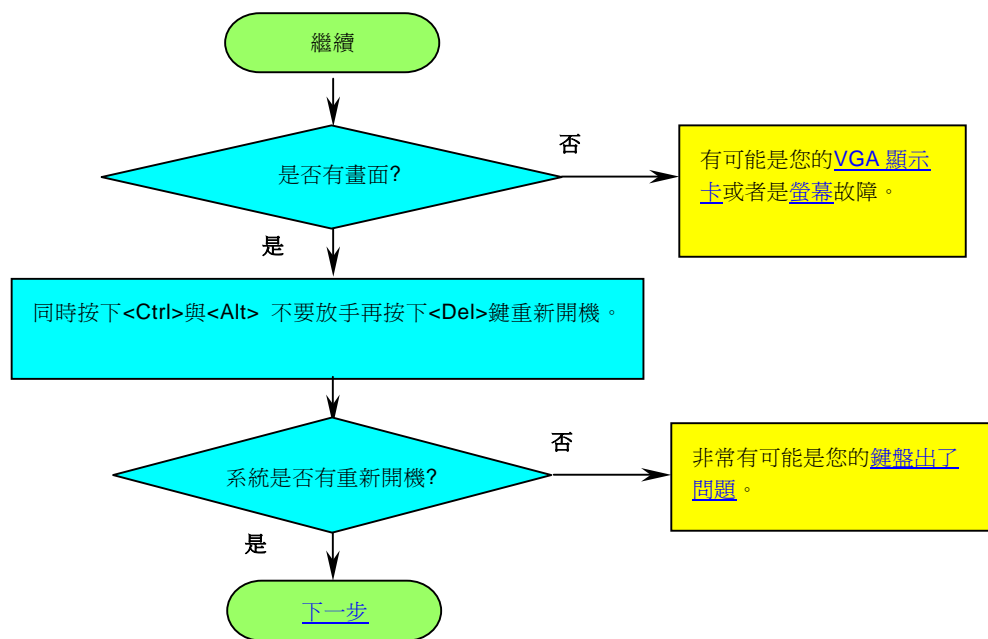 繼續
是否有畫面?
否
有可能是您的VGA 顯示
卡或者是螢幕故障。
是
同時按下<Ctrl>與<Alt> 不要放手再按下<Del>鍵重新開機。
系統是否有重新開機?
否
非常有可能是您的鍵盤出了
問題。
是
下一步